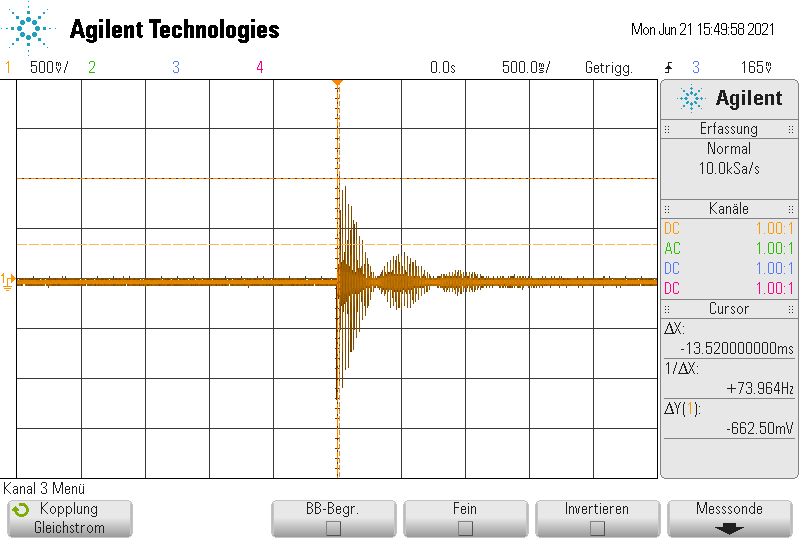 Agilent Technologies
Mon Jun 21 15:49:58 2021
1 500mV/ 2 3 4 0.0s 500.0ms/ Getrigg. 3 165mV
Agilent
Erfassung
Normal
10.0kSa/s
Kanäle
DC 1.00:1
AC 1.00:1
DC 1.00:1
DC 1.00:1
Cursor
ΔX:
-13.520000000ms
1/ΔX:
+73.964Hz
ΔY(1):
-662.50mV
1
Kanal 3 Menü
Kopplung
Gleichstrom
BB-Begr.
Fein
Invertieren
Messsonde